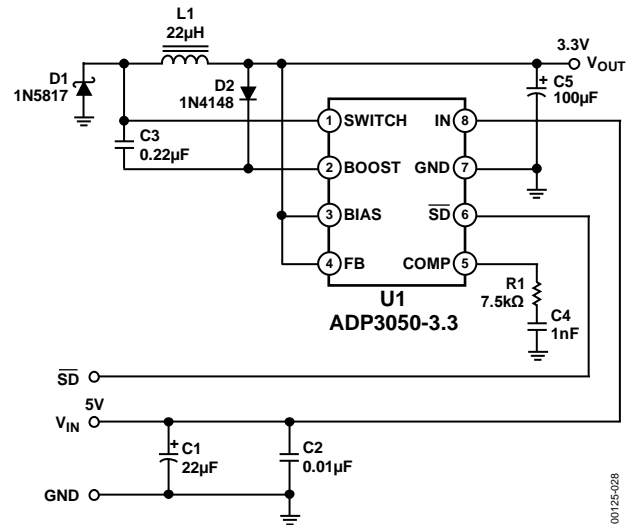 L1
22µH
3.3V
VOUT
D1
1N5817
D2
1N4148
+ C5
100µF
C3
0.22µF
1 SWITCH
IN 8
2 BOOST
GND 7
3 BIAS
SD 6
4 FB
COMP 5
U1
ADP3050-3.3
R1
7.5kΩ
C4
1nF
SD
5V
VIN
+ C1
22µF
C2
0.01µF
GND
00125-028